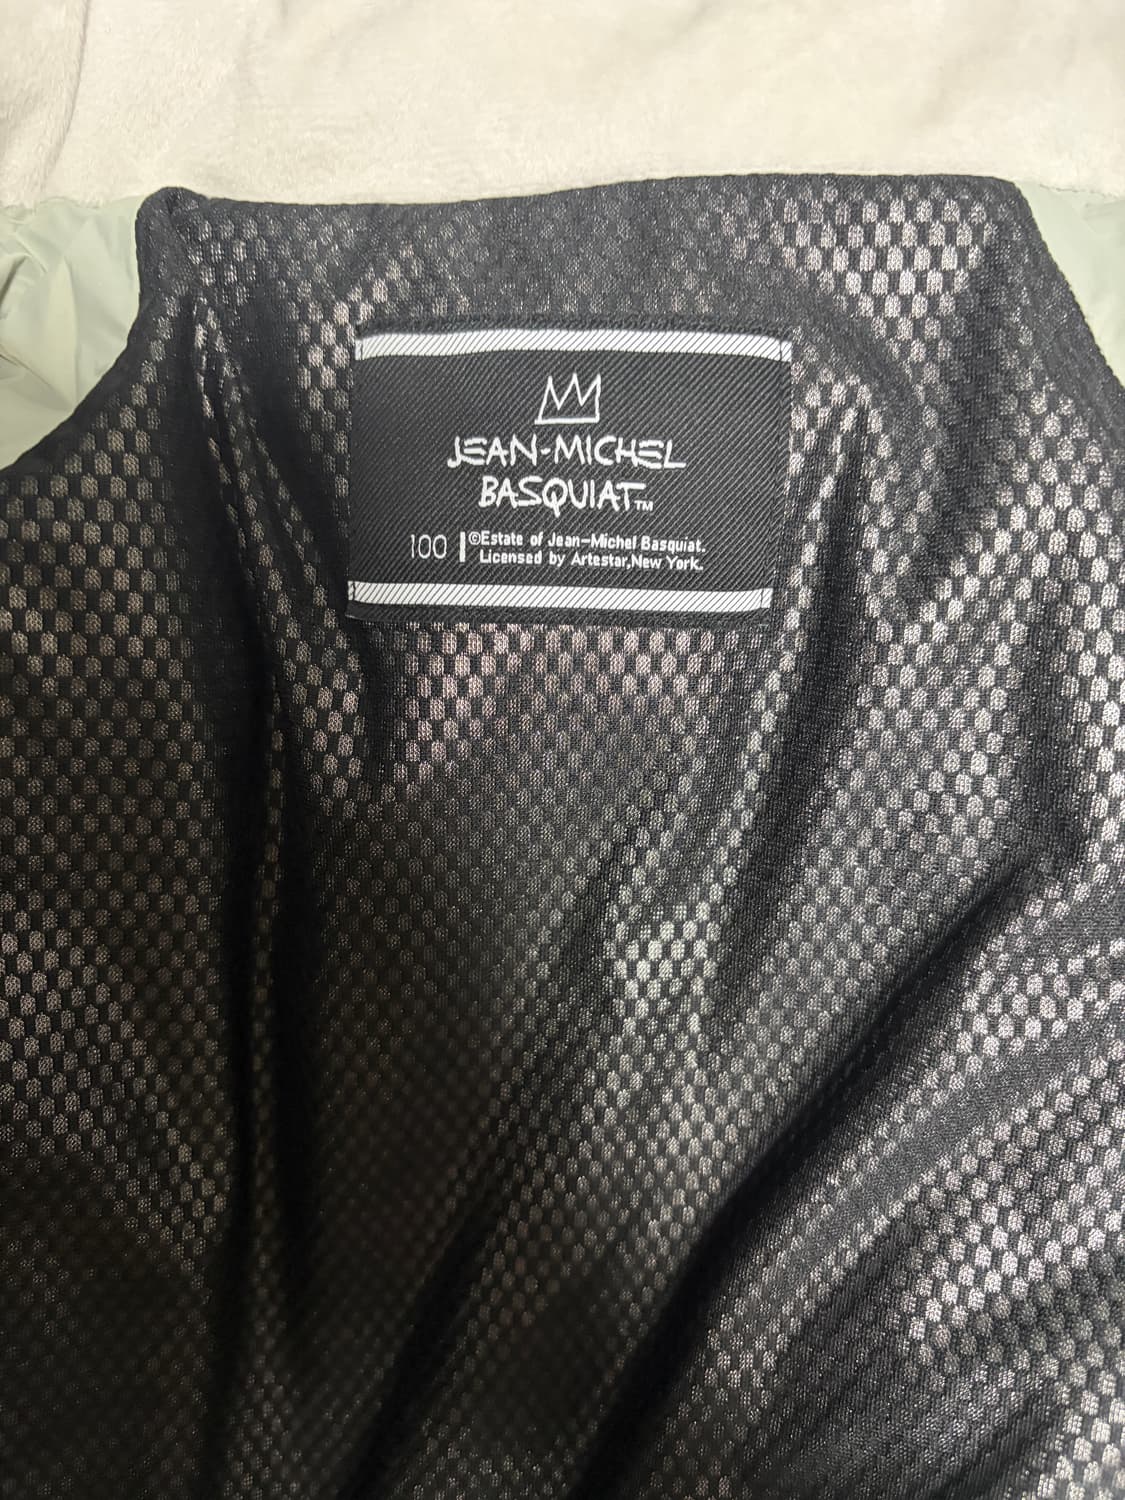 JEAN-MICHEL
BASQUIAT™
100
©Estate of Jean-Michel Basquiat.
Licensed by Artestar,New York.